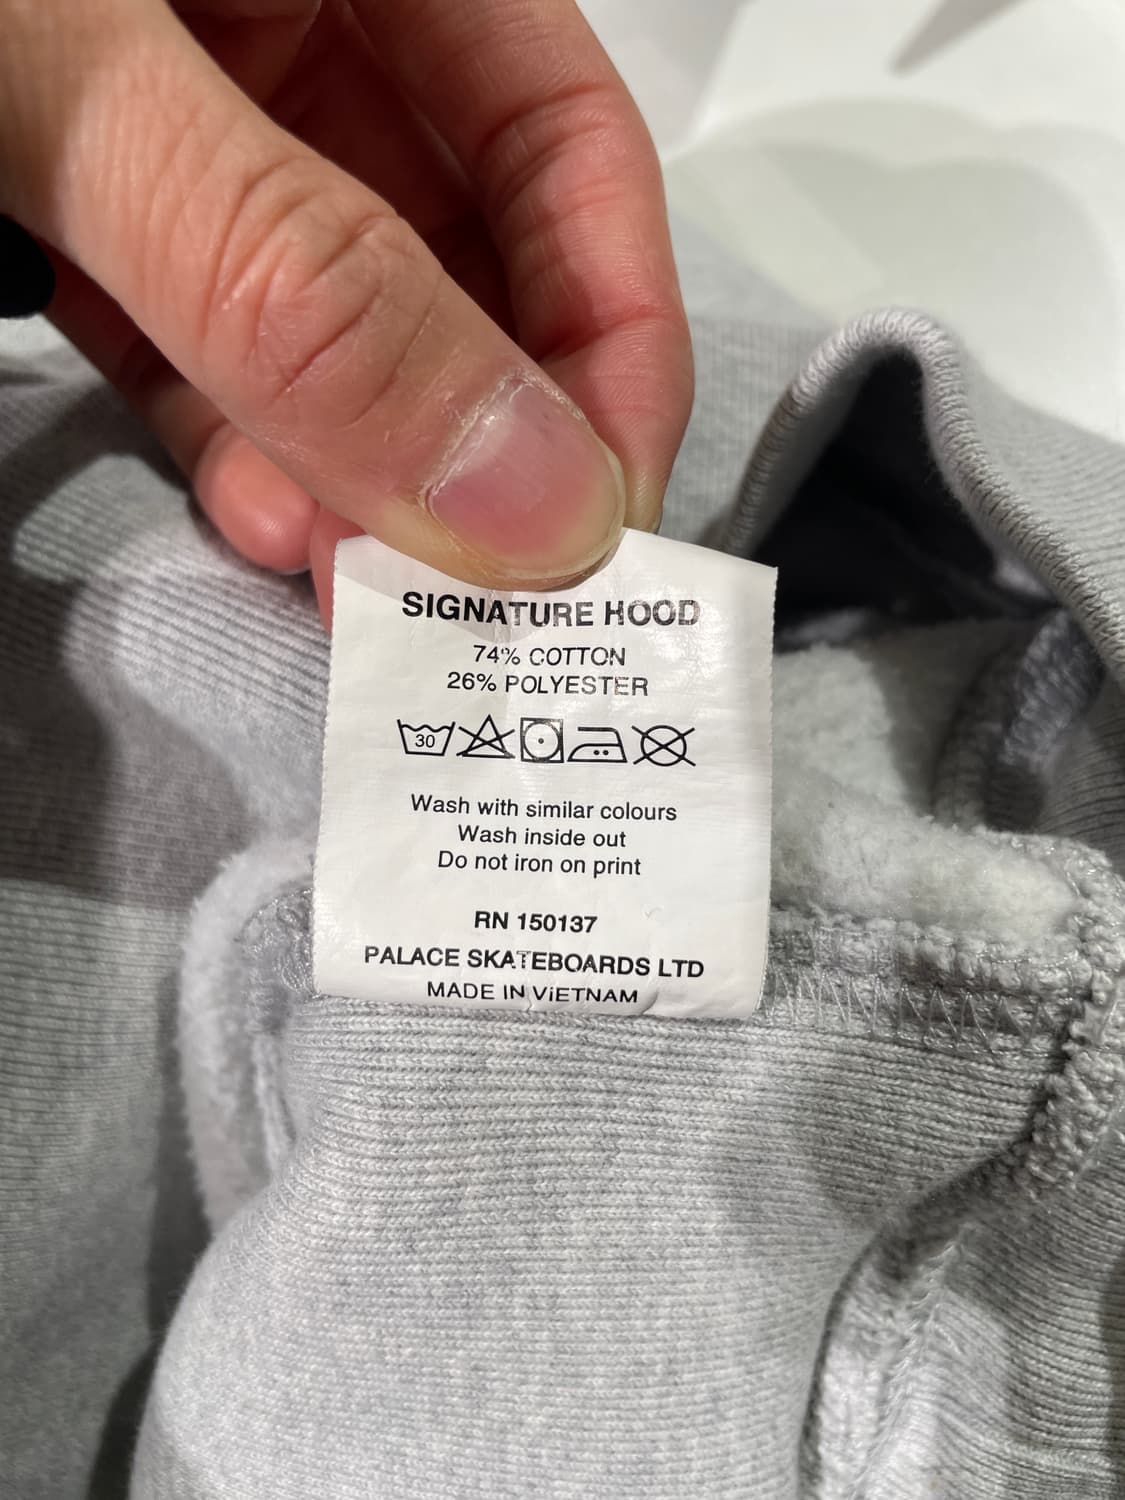 SIGNATURE HOOD
74% COTTON
26% POLYESTER
30
Wash with similar colours
Wash inside out
Do not iron on print
RN 150137
PALACE SKATEBOARDS LTD
MADE IN ViETNAM